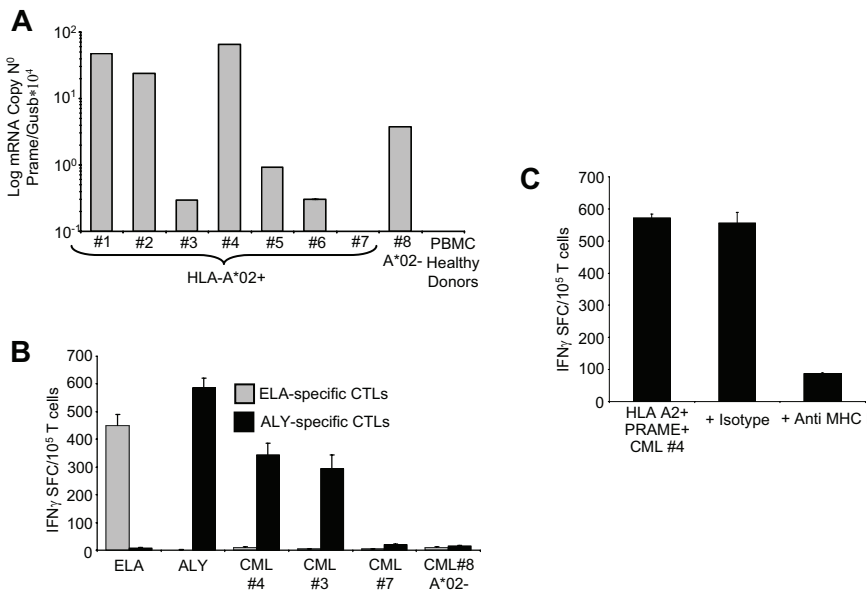 A
Log mRNA Copy N⁰
Prame/Gusb*10⁴
10²
10¹
10⁰
10⁻¹
#1 #2 #3 #4 #5 #6 #7 #8 PBMC
A*02- Healthy
Donors
HLA-A*02+
B
IFNγ SFC/10⁵ T cells
700
600
500
400
300
200
100
0
ELA-specific CTLs
ALY-specific CTLs
ELA ALY CML CML CML CML#8
#4 #3 #7 A*02-
C
IFNγ SFC/10⁵ T cells
700
600
500
400
300
200
100
0
HLA A2+ + Isotype + Anti MHC
PRAME+
CML #4